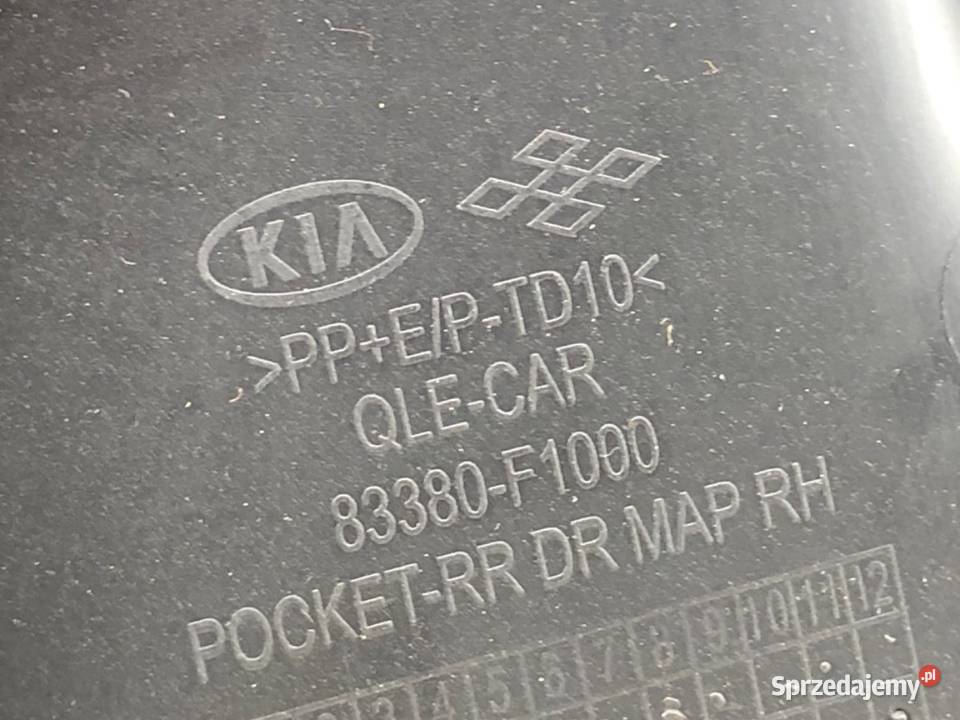 KIA
>PP+E/P-TD10<
QLE-CAR
83380-F1000
POCKET-RR DR MAP RH
3 4 5 6 7 8 9 10 11 12
Sprzedajemy.pl